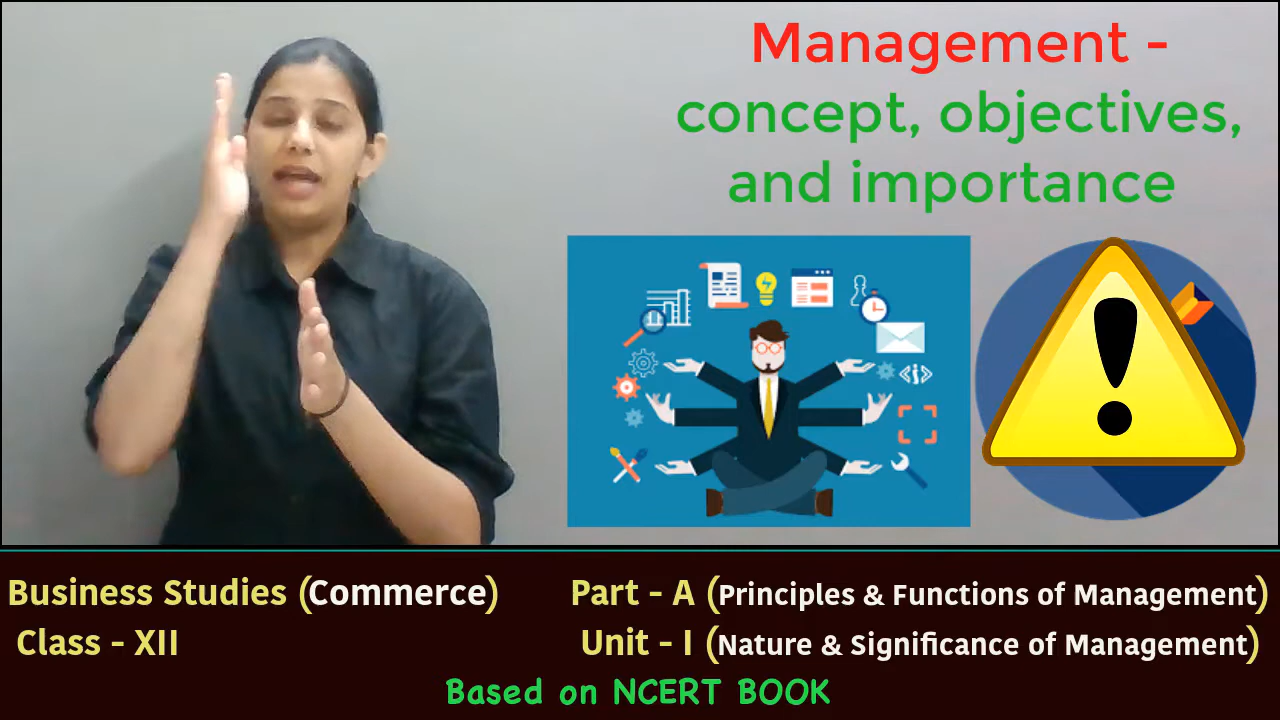 Management -
concept, objectives,
and importance
Business Studies (Commerce)
Part - A (Principles & Functions of Management)
Class - XII
Unit - I (Nature & Significance of Management)
Based on NCERT BOOK